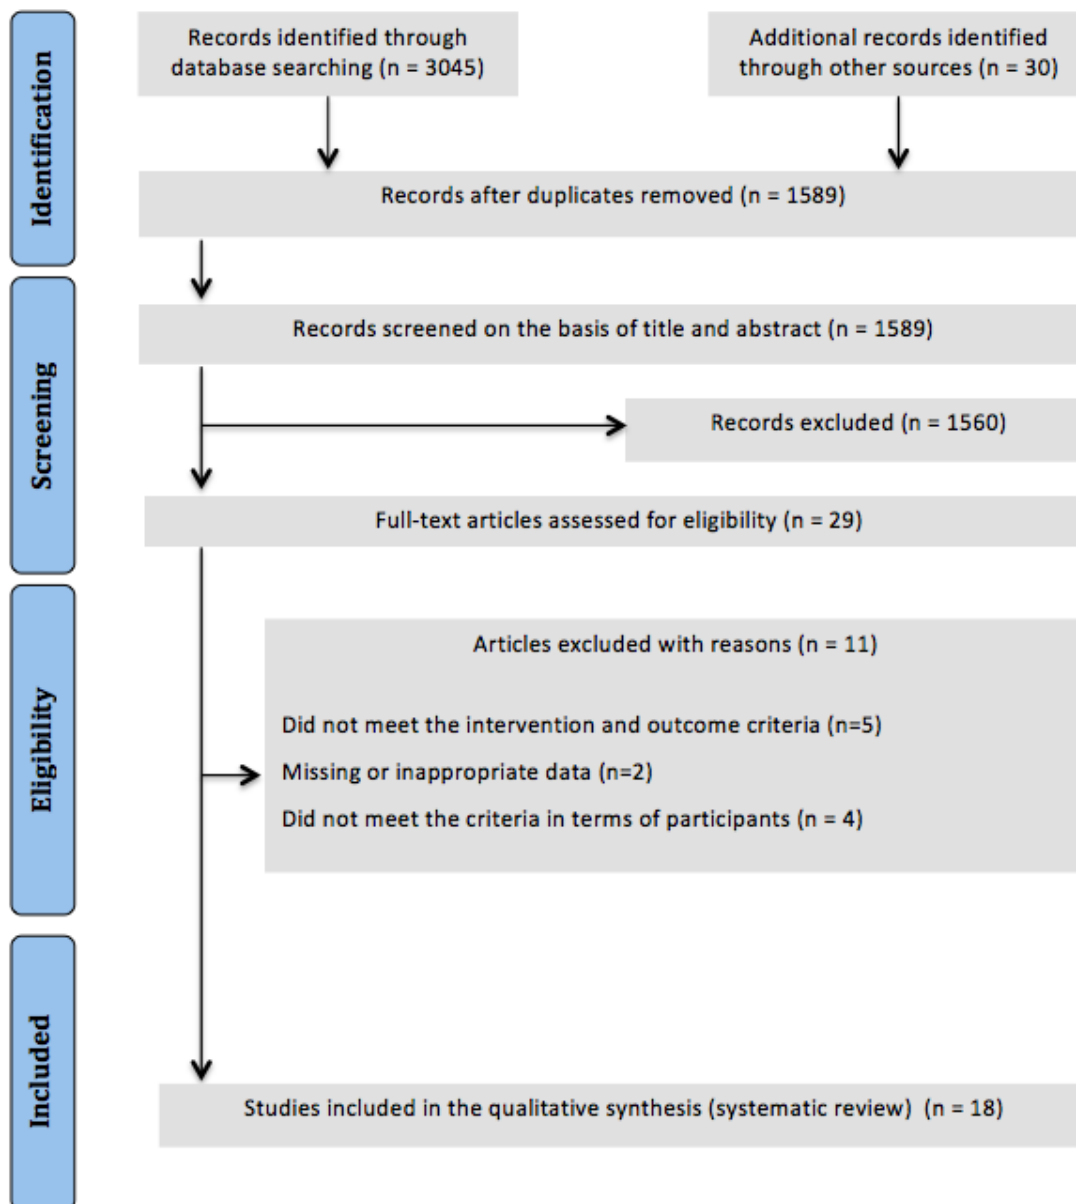 Identification
Records identified through
database searching (n = 3045)
Additional records identified
through other sources (n = 30)
Records after duplicates removed (n = 1589)
Screening
Records screened on the basis of title and abstract (n = 1589)
Records excluded (n = 1560)
Full-text articles assessed for eligibility (n = 29)
Eligibility
Articles excluded with reasons (n = 11)
Did not meet the intervention and outcome criteria (n=5)
Missing or inappropriate data (n=2)
Did not meet the criteria in terms of participants (n = 4)
Included
Studies included in the qualitative synthesis (systematic review) (n = 18)